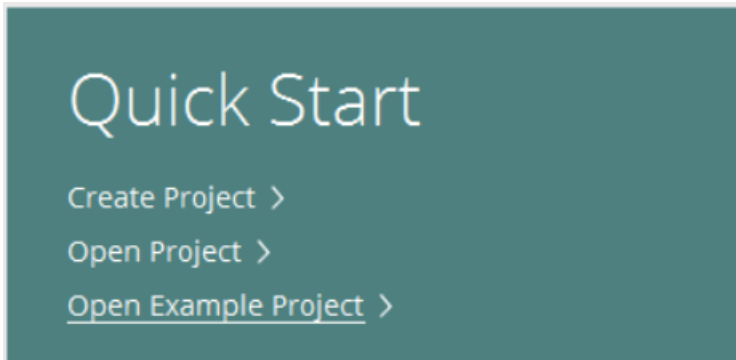 Quick Start
Create Project >
Open Project >
Open Example Project >